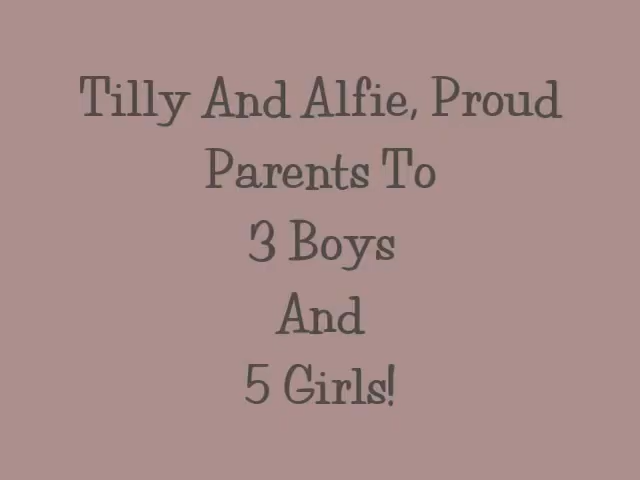 Tilly And Alfie, Proud
Parents To
3 Boys
And
5 Girls!